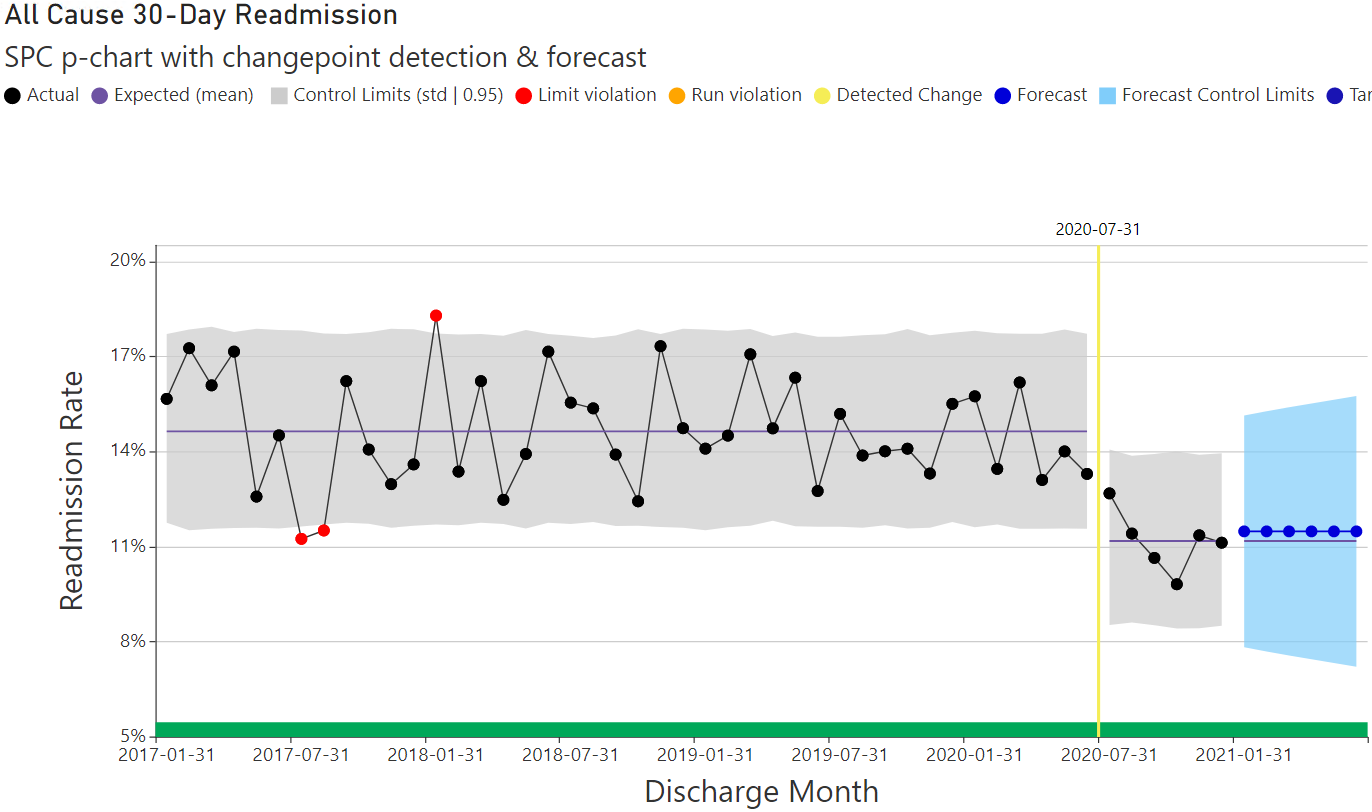 All Cause 30-Day Readmission
SPC p-chart with changepoint detection & forecast
Actual Expected (mean) Control Limits (std | 0.95) Limit violation Run violation Detected Change Forecast Forecast Control Limits Tar
2020-07-31
20%
17%
14%
11%
8%
5%
Readmission Rate
2017-01-31 2017-07-31 2018-01-31 2018-07-31 2019-01-31 2019-07-31 2020-01-31 2020-07-31 2021-01-31
Discharge Month